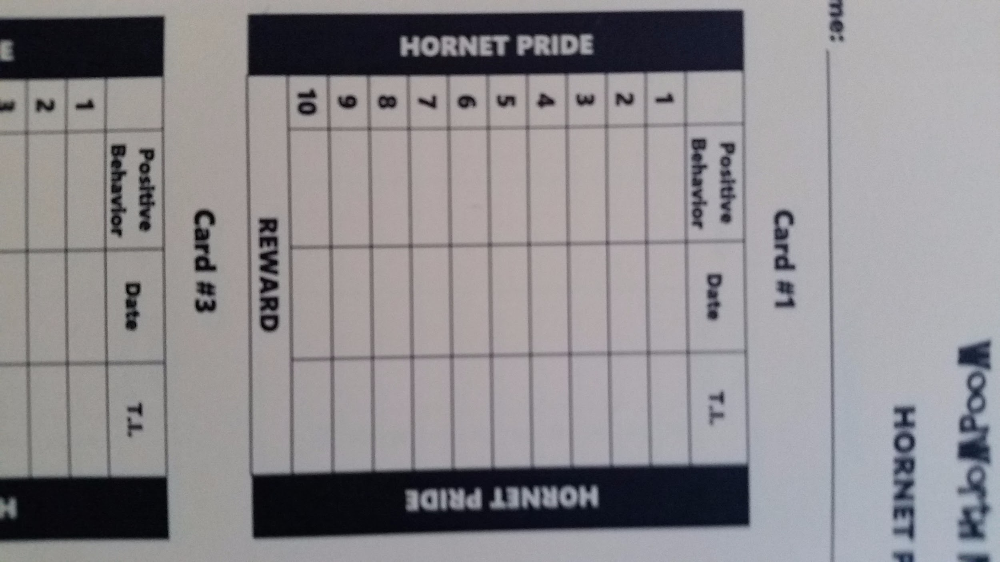 WoodWorth
HORNET P
me:
Card #1
HORNET PRIDE
Positive
Behavior
Date
T.I.
1
2
3
4
5
6
7
8
9
10
REWARD
HORNET PRIDE
Card #3
E
Positive
Behavior
Date
T.I.
1
2
3
H